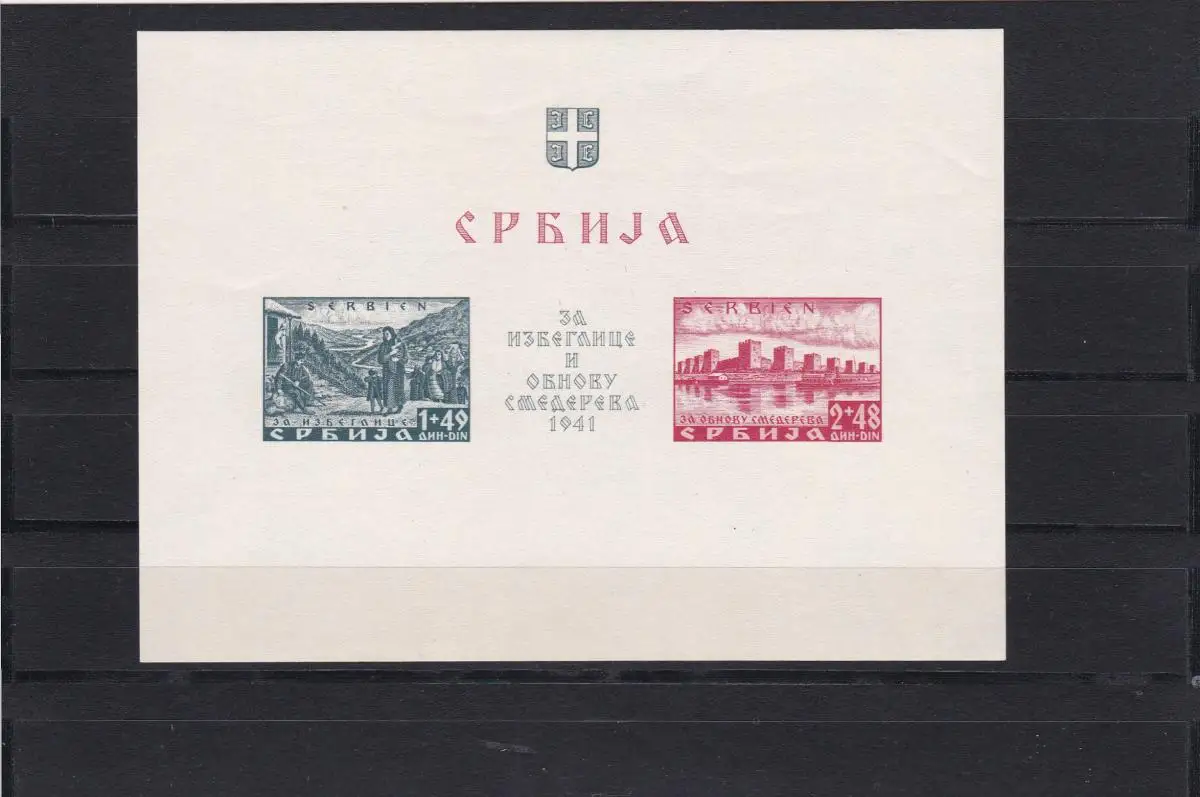 СРБИЈА
SERBIEN
ЗА ИЗБЕГЛИЦЕ
1+49
СРБИЈА
ДИН-DIN
ЗА
ИЗБЕГЛИЦЕ
И
ОБНОВУ
СМЕДЕРЕВА
1941
SERBIEN
ЗА ОБНОВУ СМЕДЕРЕВА
2+48
СРБИЈА
ДИН-DIN